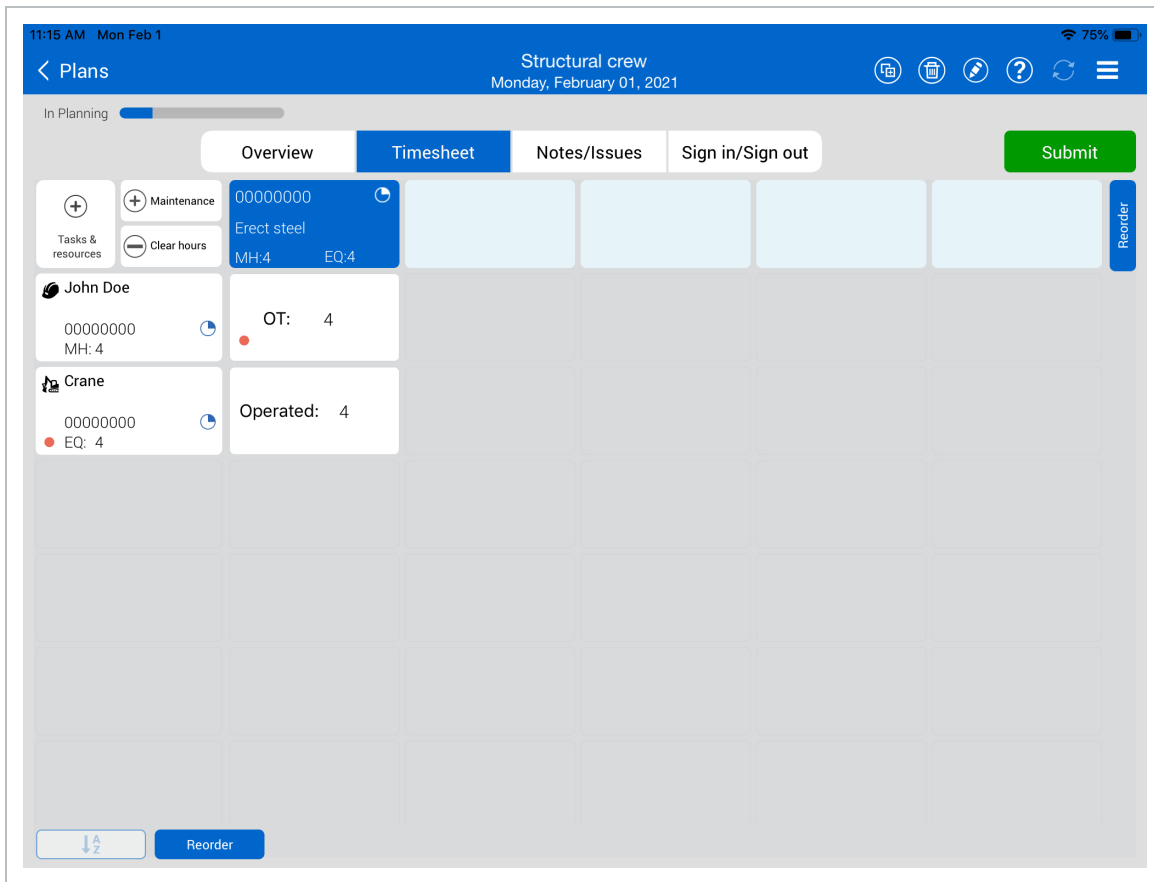 11:15 AM Mon Feb 1
75%
Plans
Structural crew
Monday, February 01, 2021
In Planning
Overview
Timesheet
Notes/Issues
Sign in/Sign out
Submit
Tasks &
resources
Maintenance
Clear hours
00000000
Erect steel
MH:4 EQ:4
Reorder
John Doe
00000000
MH: 4
OT: 4
Crane
00000000
EQ: 4
Operated: 4
A
Z
Reorder